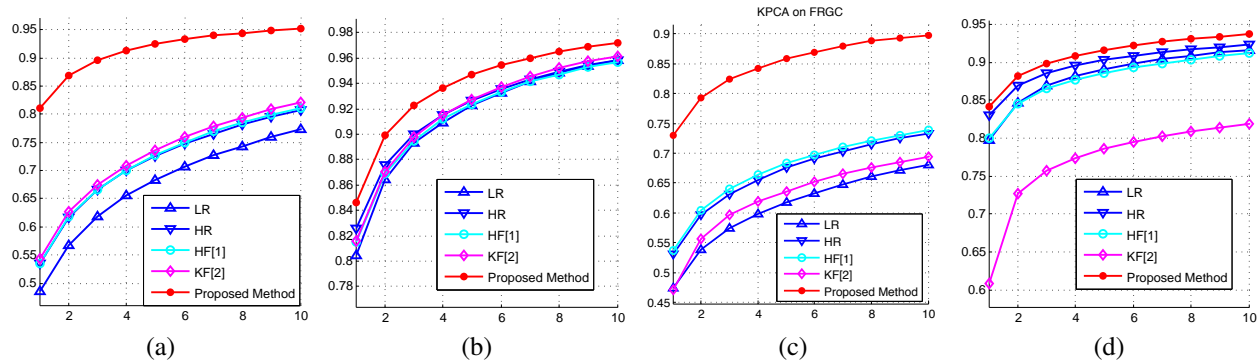 0.95
0.9
0.85
0.8
0.75
0.7
0.65
0.6
0.55
0.5
2 4 6 8 10
LR
HR
HF[1]
KF[2]
Proposed Method
(a)
0.98
0.96
0.94
0.92
0.9
0.88
0.86
0.84
0.82
0.8
0.78
2 4 6 8 10
LR
HR
HF[1]
KF[2]
Proposed Method
(b)
KPCA on FRGC
0.9
0.85
0.8
0.75
0.7
0.65
0.6
0.55
0.5
0.45
2 4 6 8 10
LR
HR
HF[1]
KF[2]
Proposed Method
(c)
0.95
0.9
0.85
0.8
0.75
0.7
0.65
0.6
2 4 6 8 10
LR
HR
HF[1]
KF[2]
Proposed Method
(d)